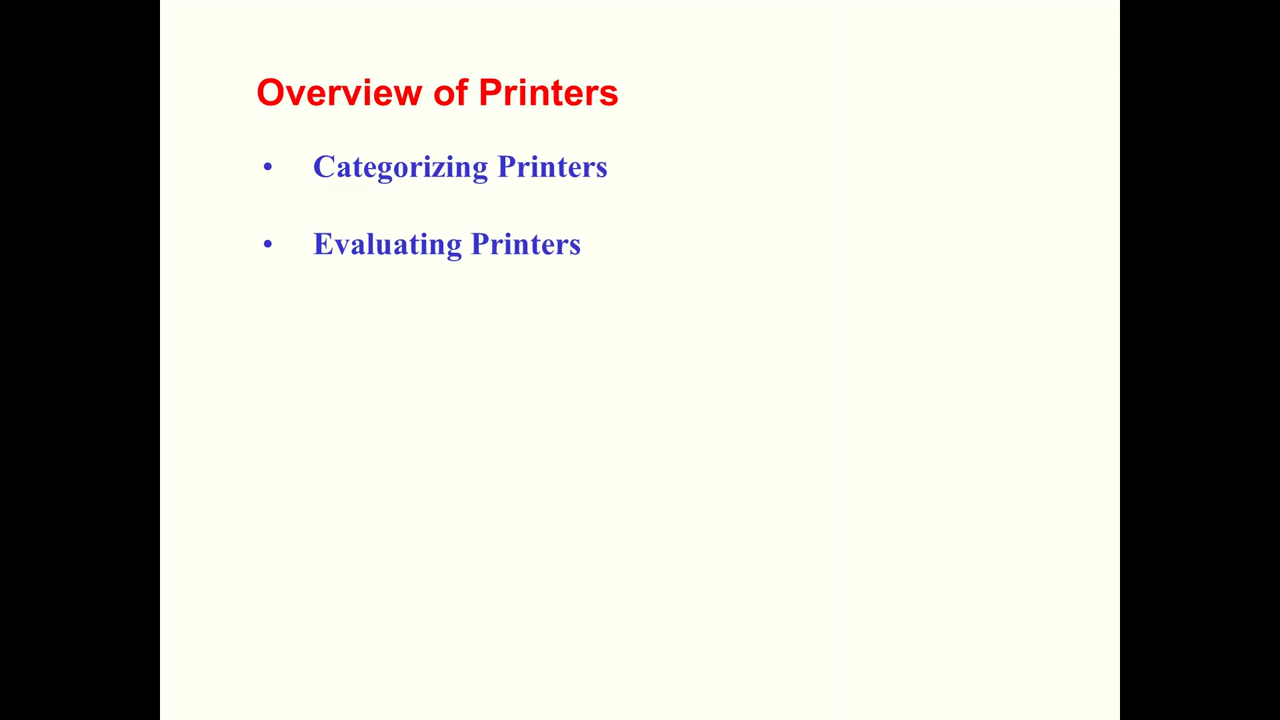 Overview of Printers
• Categorizing Printers
• Evaluating Printers